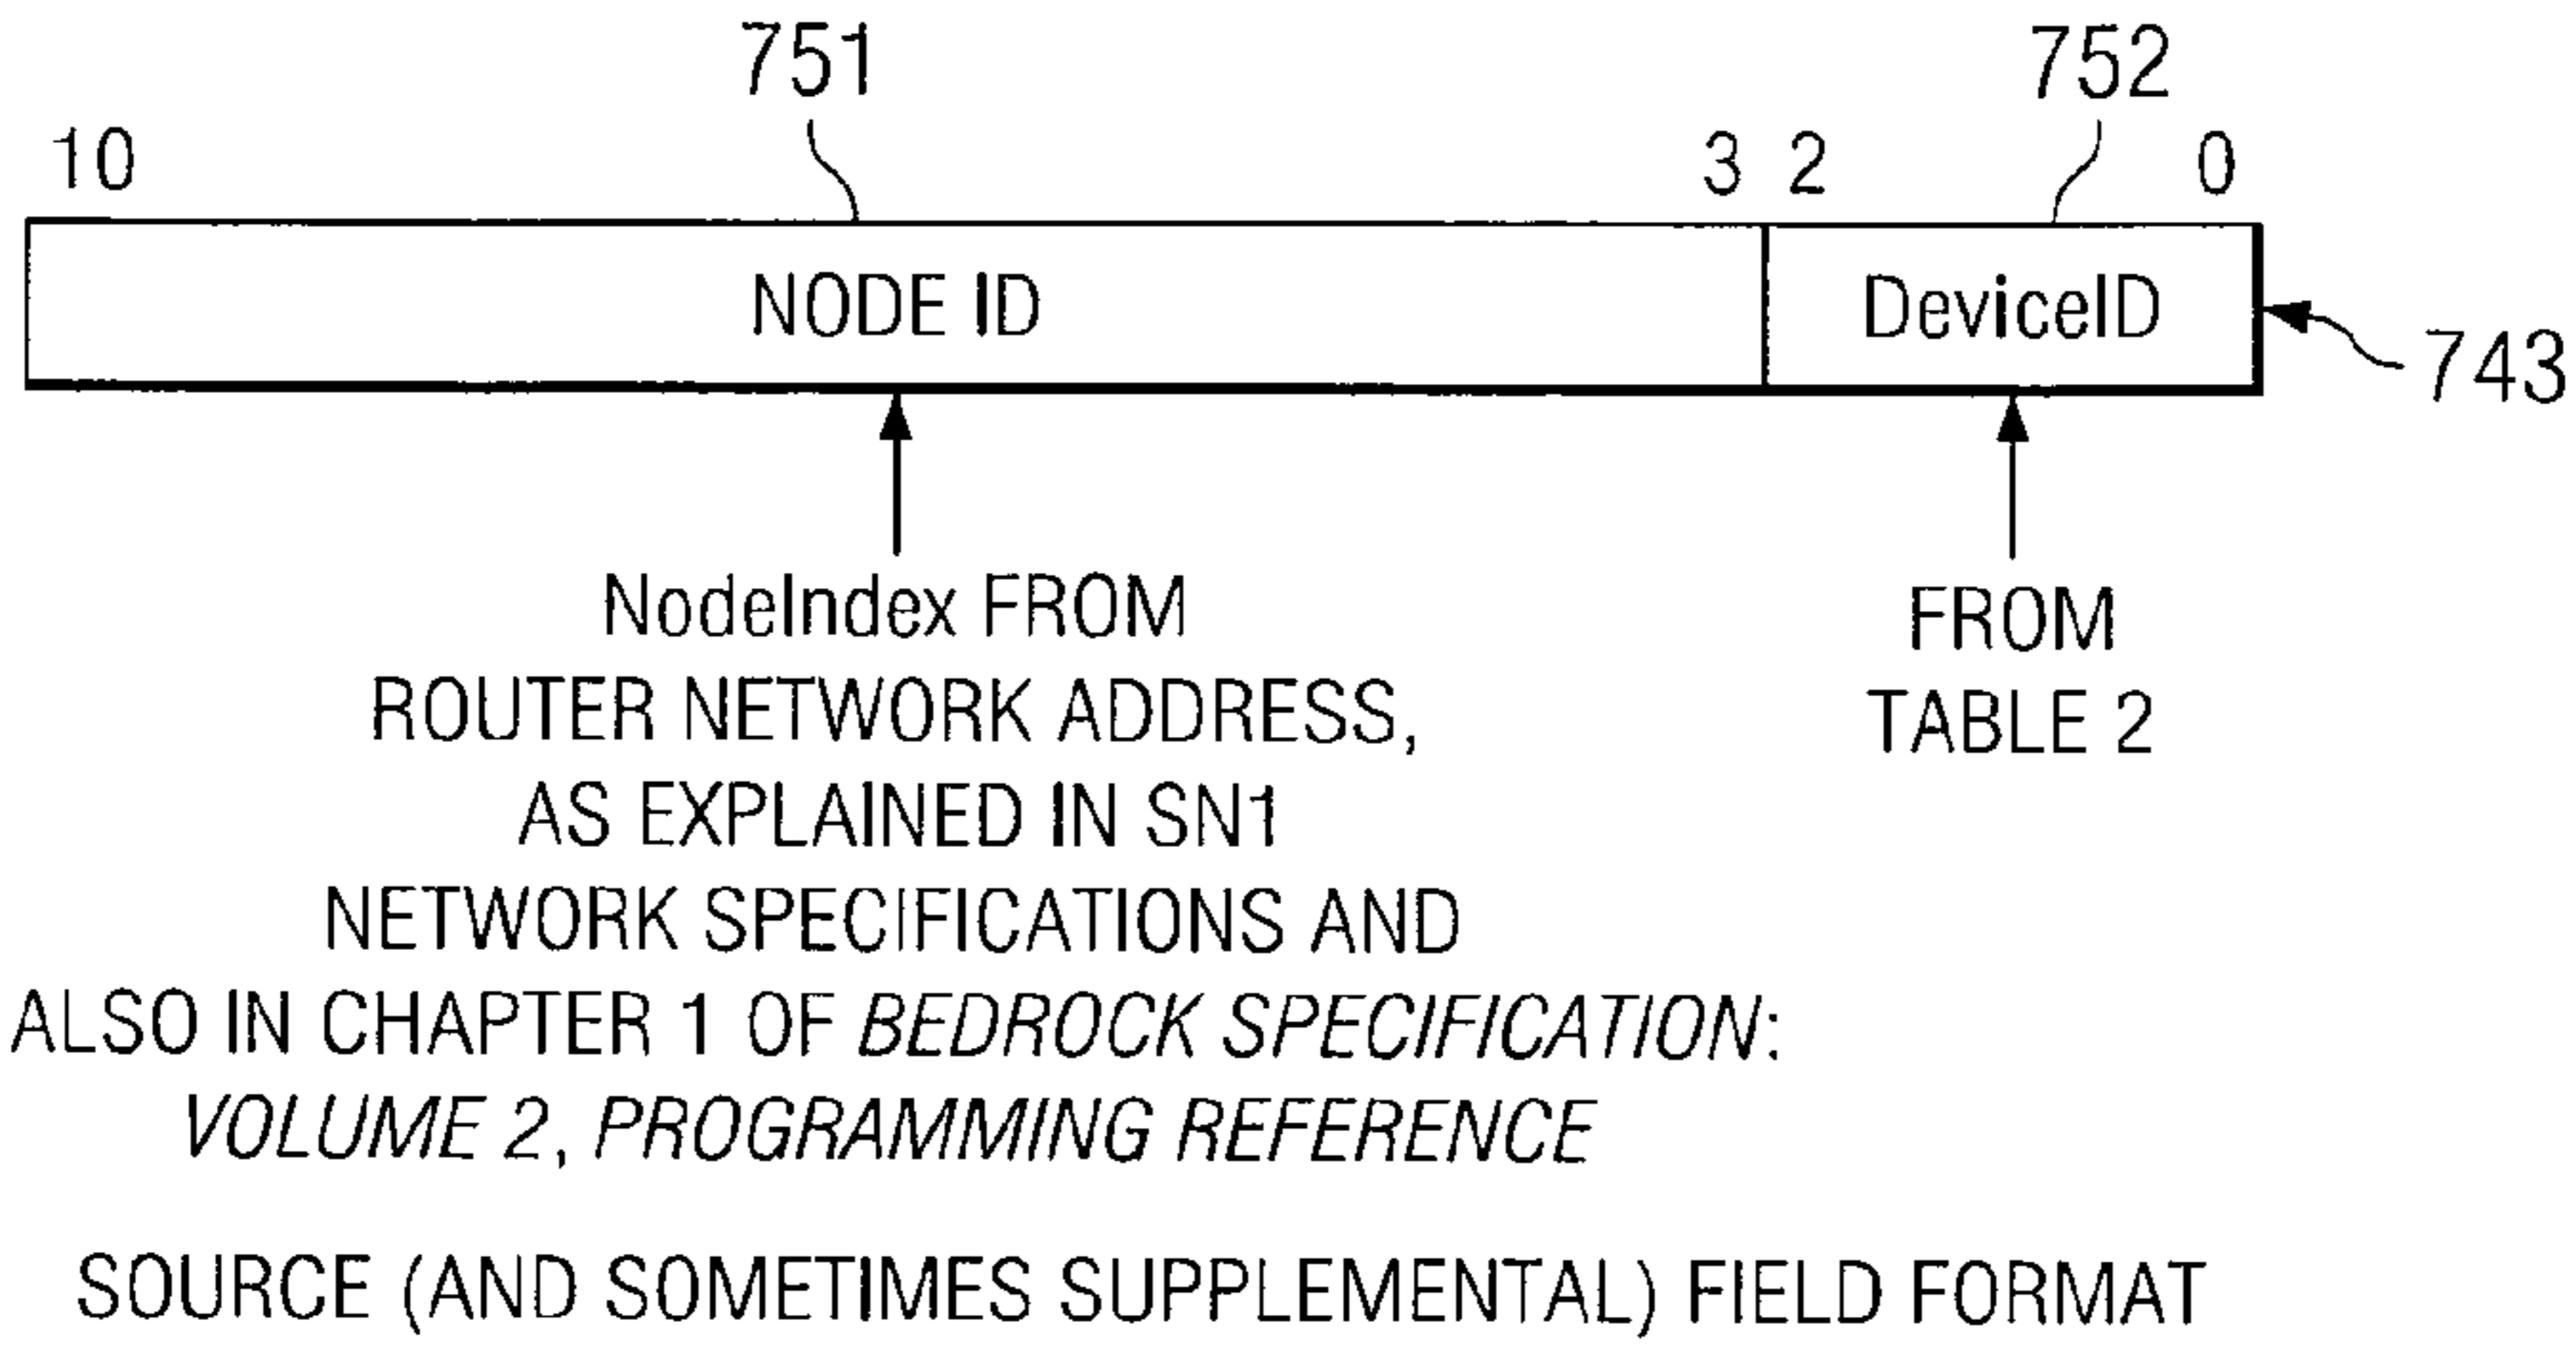 751 752
10 3 2 0
NODE ID DeviceID
743
NodeIndex FROM
ROUTER NETWORK ADDRESS,
AS EXPLAINED IN SN1
NETWORK SPECIFICATIONS AND
ALSO IN CHAPTER 1 OF BEDROCK SPECIFICATION:
VOLUME 2, PROGRAMMING REFERENCE
FROM
TABLE 2
SOURCE (AND SOMETIMES SUPPLEMENTAL) FIELD FORMAT